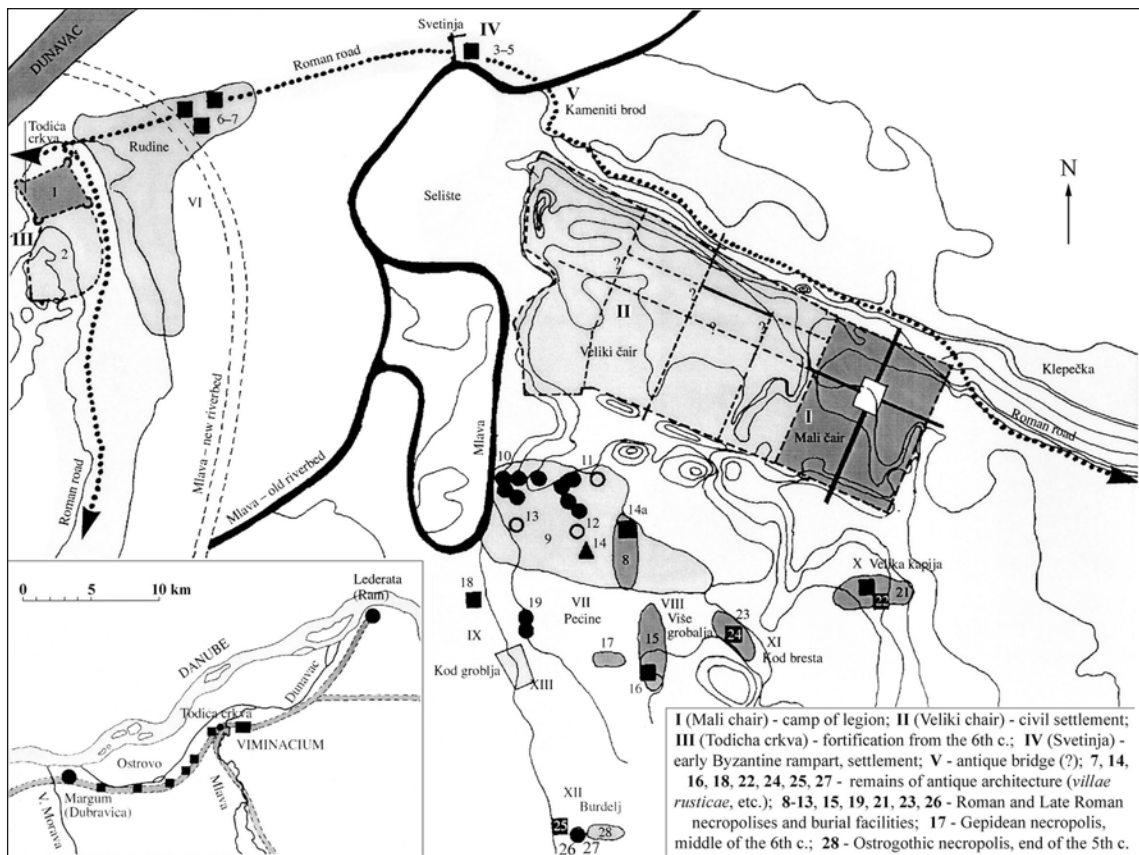 DUNAVAC
Svetinja
IV
3–5
Roman road
V
Kameniti brod
N
Todića
crkva
6–7
Rudine
1
VI
III
2
Selište
II
Veliki čair
?
?
?
?
I
Mali čair
Klepečka
Roman road
Roman road
Mlava – new riverbed
Mlava – old riverbed
Mlava
10
11
13
12
9
14
14a
8
X Velika kapija
22
21
18
19
VII
Pećine
VIII
Više
grobalja
23
24
XI
Kod bresta
IX
17
15
16
Kod groblja
XIII
XII
Burdelj
25
26
27
28
0
5
10 km
Lederata
(Ram)
DANUBE
Dunavac
Todića crkva
VIMINACIUM
Ostrovo
Margum
(Dubravica)
V. Morava
Mlava
I (Mali chair) - camp of legion; II (Veliki chair) - civil settlement;
III (Todicha crkva) - fortification from the 6th c.; IV (Svetinja) -
early Byzantine rampart, settlement; V - antique bridge (?); 7, 14,
16, 18, 22, 24, 25, 27 - remains of antique architecture (villae
rusticae, etc.); 8-13, 15, 19, 21, 23, 26 - Roman and Late Roman
necropolises and burial facilities; 17 - Gepidean necropolis,
middle of the 6th c.; 28 - Ostrogothic necropolis, end of the 5th c.